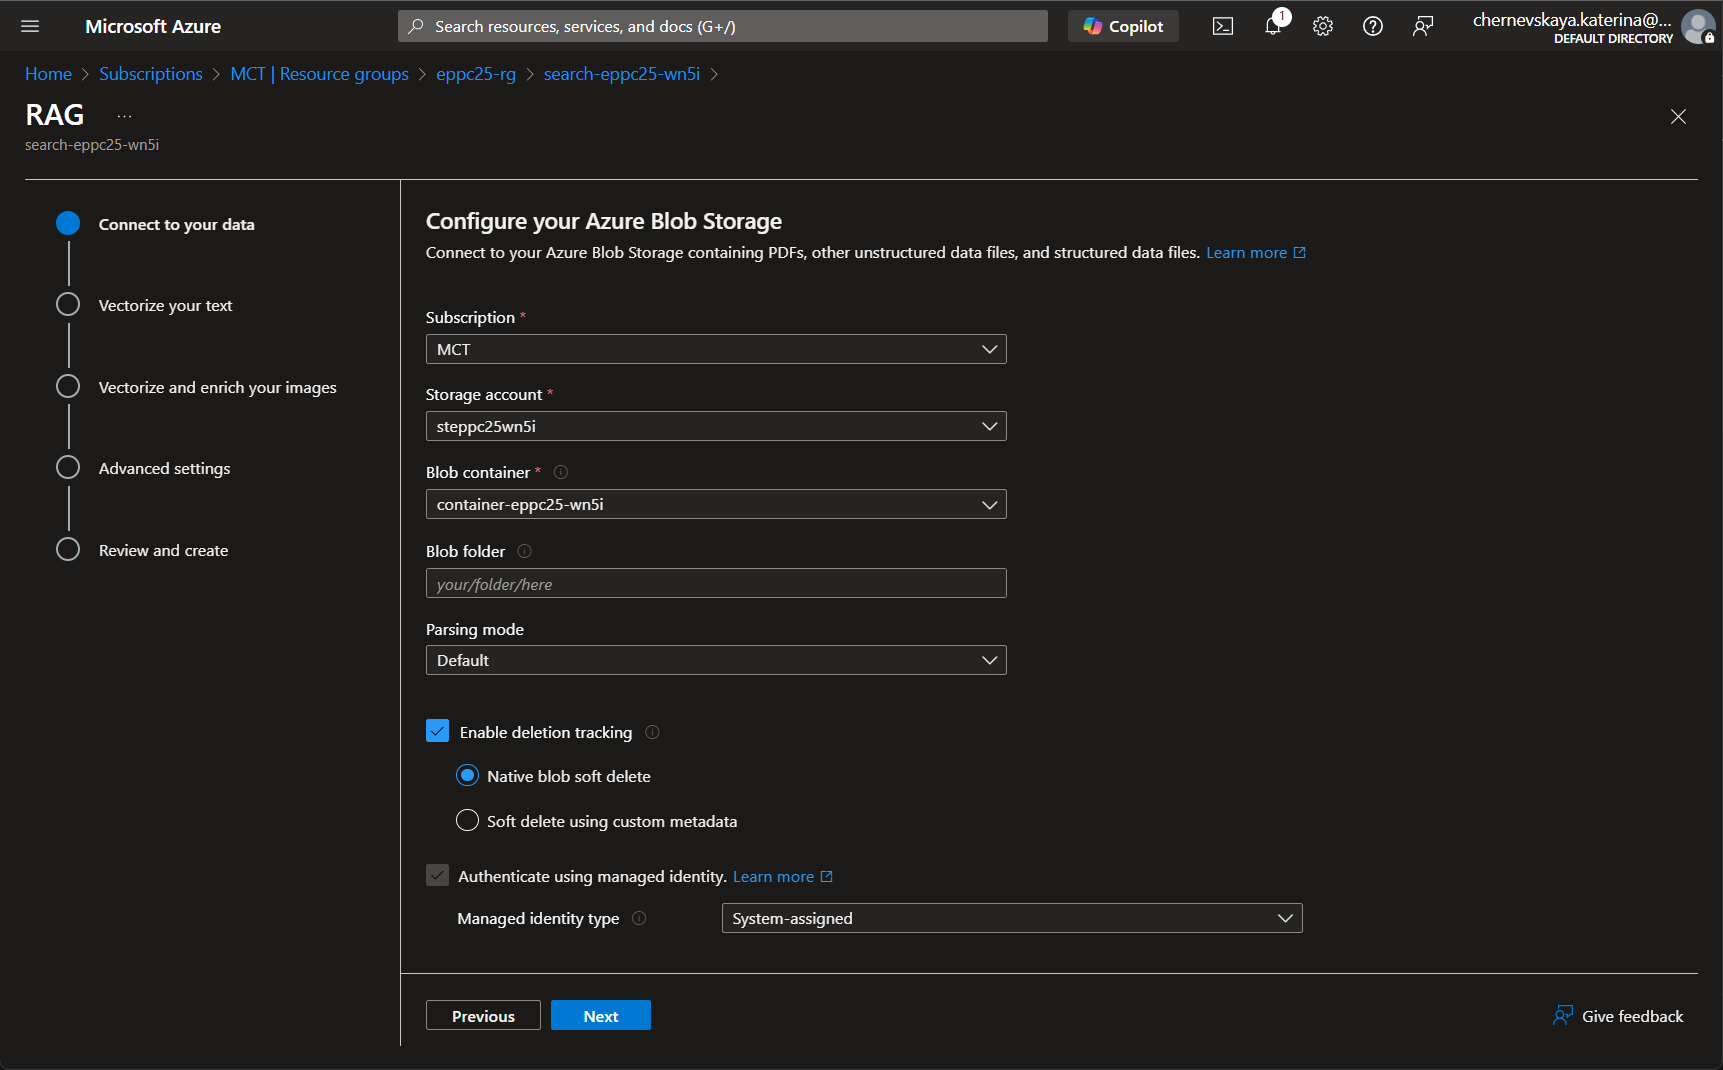 Microsoft Azure
Search resources, services, and docs (G+/)
Copilot
1
chernevskaya.katerina@...
DEFAULT DIRECTORY
Home > Subscriptions > MCT | Resource groups > eppc25-rg > search-eppc25-wn5i >
RAG ...
search-eppc25-wn5i
Connect to your data
Vectorize your text
Vectorize and enrich your images
Advanced settings
Review and create
Configure your Azure Blob Storage
Connect to your Azure Blob Storage containing PDFs, other unstructured data files, and structured data files. Learn more
Subscription *
MCT
Storage account *
steppc25wn5i
Blob container *
container-eppc25-wn5i
Blob folder
your/folder/here
Parsing mode
Default
Enable deletion tracking
Native blob soft delete
Soft delete using custom metadata
Authenticate using managed identity. Learn more
Managed identity type
System-assigned
Previous
Next
Give feedback